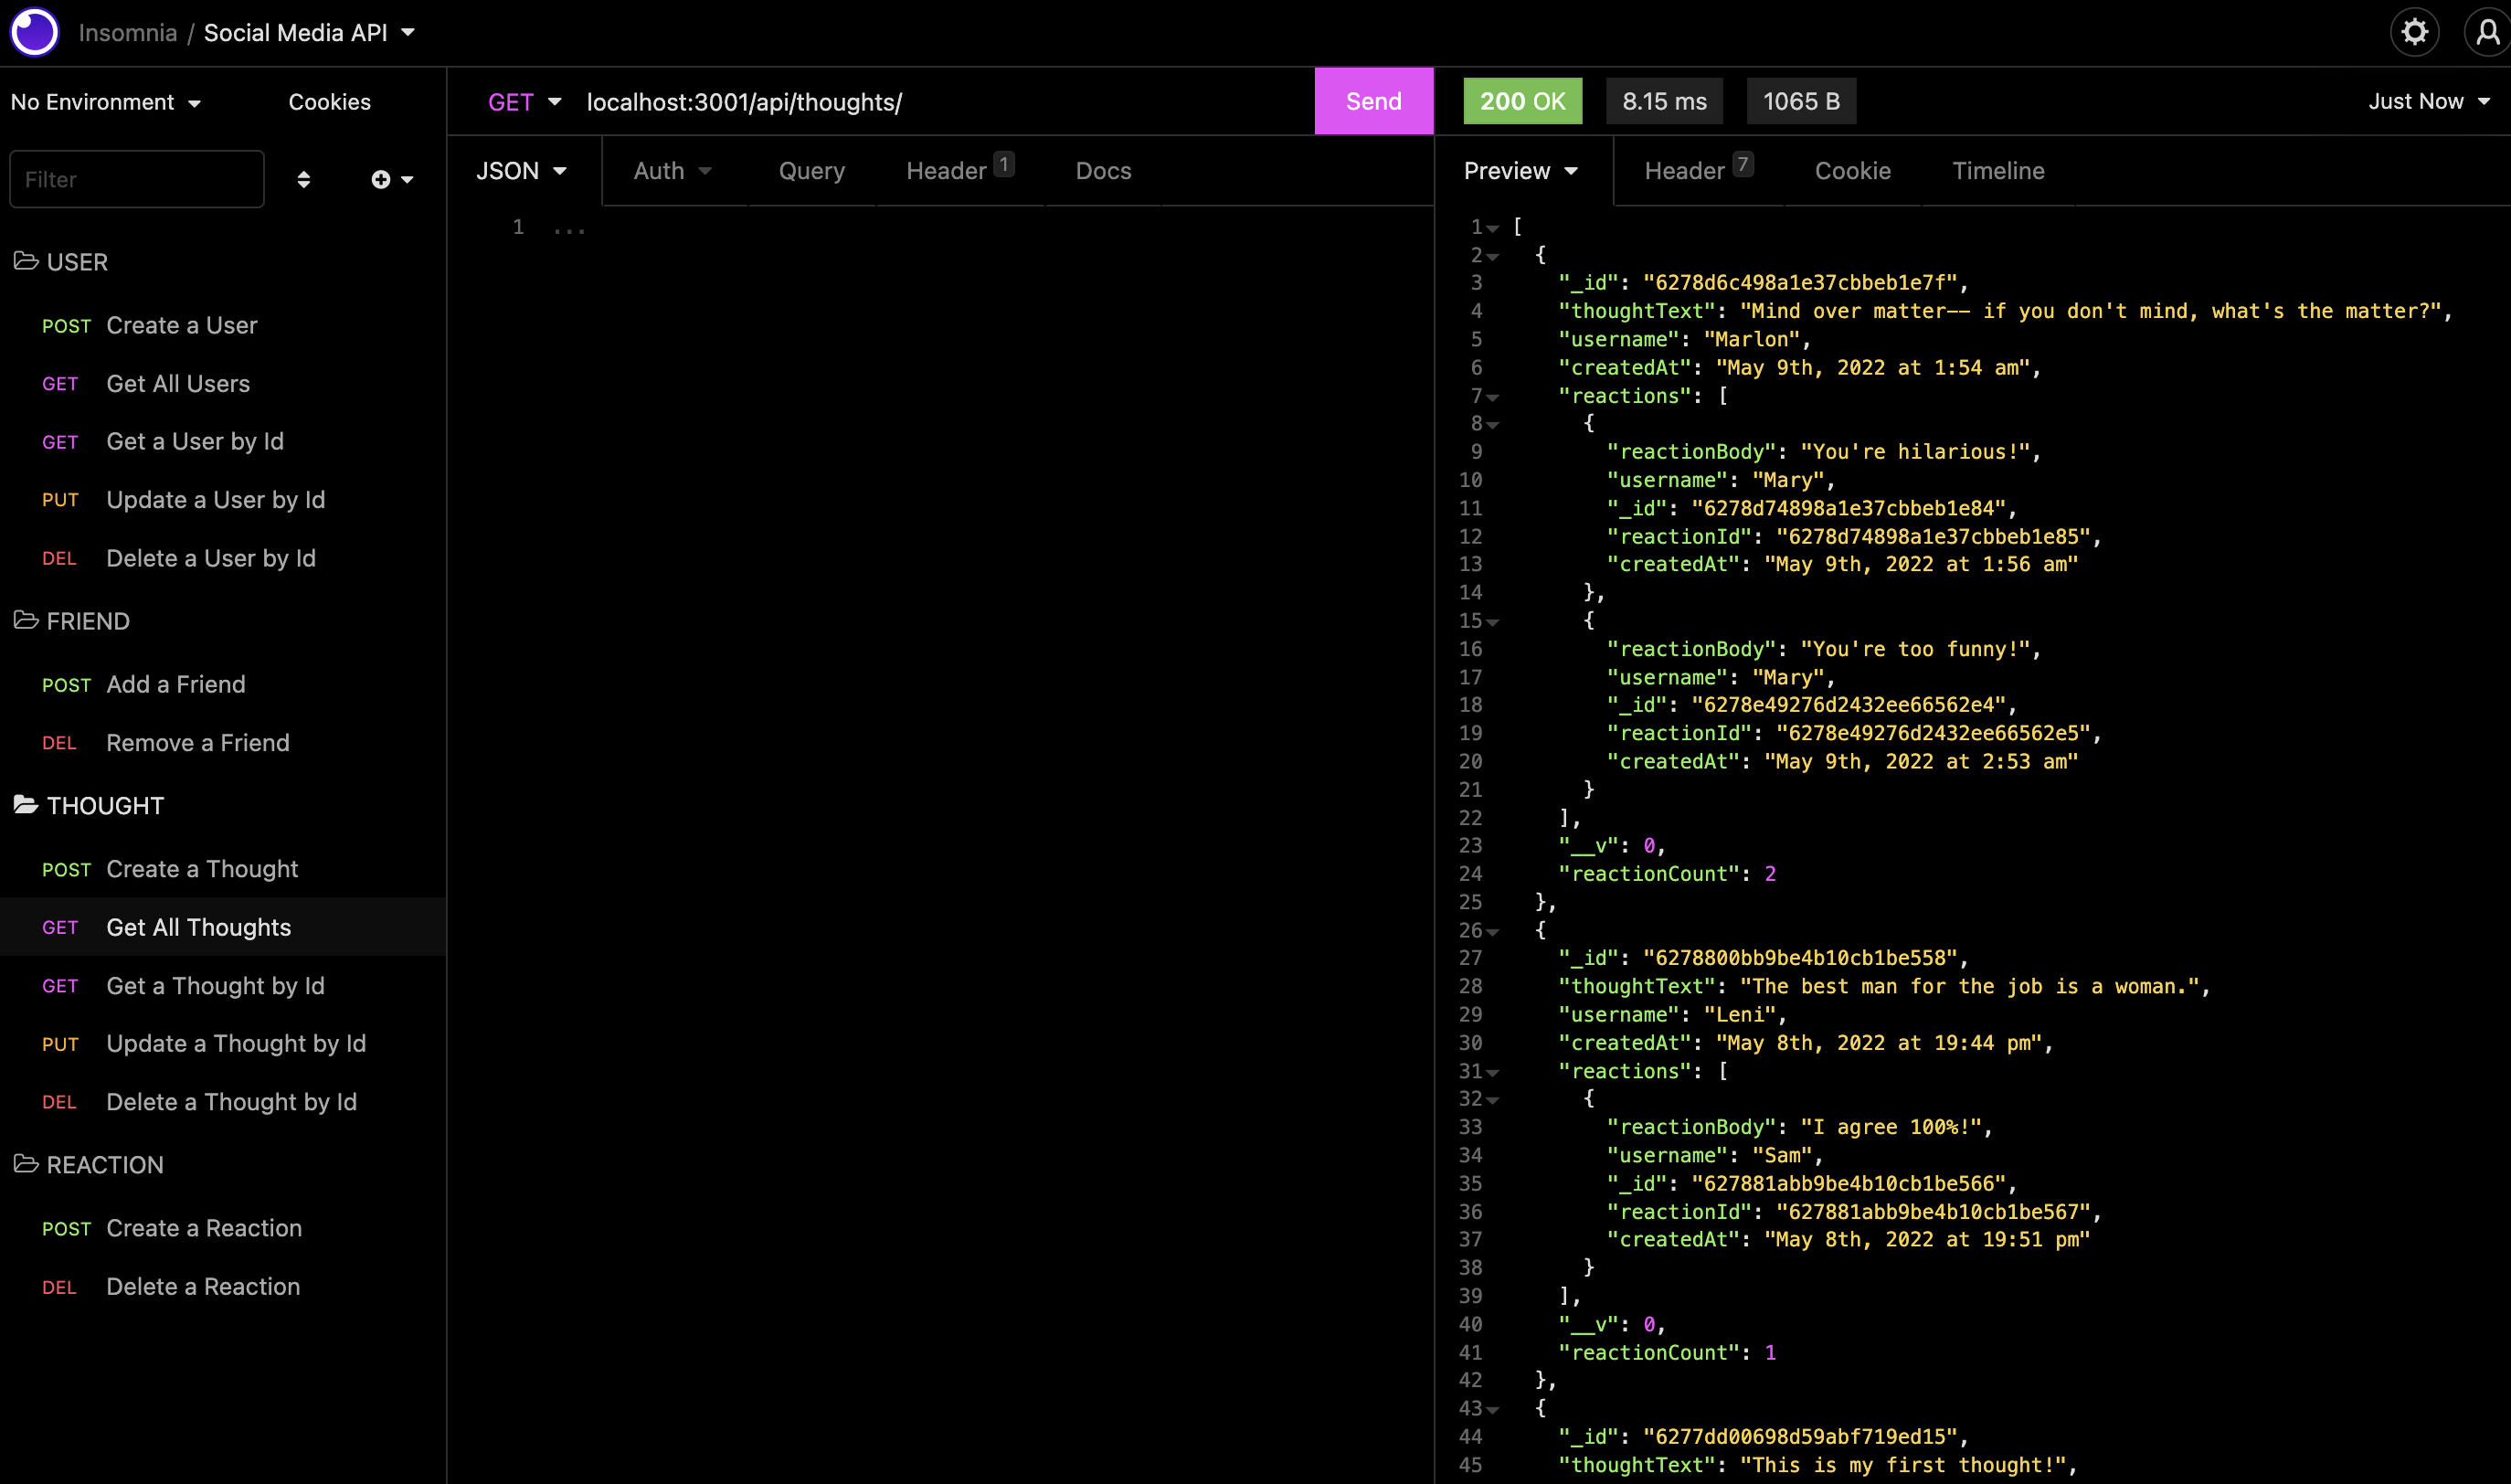 Insomnia / Social Media API
No Environment
Cookies
Filter
USER
POST Create a User
GET Get All Users
GET Get a User by Id
PUT Update a User by Id
DEL Delete a User by Id
FRIEND
POST Add a Friend
DEL Remove a Friend
THOUGHT
POST Create a Thought
GET Get All Thoughts
GET Get a Thought by Id
PUT Update a Thought by Id
DEL Delete a Thought by Id
REACTION
POST Create a Reaction
DEL Delete a Reaction
GET localhost:3001/api/thoughts/ Send
JSON Auth Query Header 1 Docs
1 ...
200 OK 8.15 ms 1065 B Just Now
Preview Header 7 Cookie Timeline
1 [
2 {
3 "_id": "6278d6c498a1e37cbbeb1e7f",
4 "thoughtText": "Mind over matter–– if you don't mind, what's the matter?",
5 "username": "Marlon",
6 "createdAt": "May 9th, 2022 at 1:54 am",
7 "reactions": [
8 {
9 "reactionBody": "You're hilarious!",
10 "username": "Mary",
11 "_id": "6278d74898a1e37cbbeb1e84",
12 "reactionId": "6278d74898a1e37cbbeb1e85",
13 "createdAt": "May 9th, 2022 at 1:56 am"
14 },
15 {
16 "reactionBody": "You're too funny!",
17 "username": "Mary",
18 "_id": "6278e49276d2432ee66562e4",
19 "reactionId": "6278e49276d2432ee66562e5",
20 "createdAt": "May 9th, 2022 at 2:53 am"
21 }
22 ],
23 "__v": 0,
24 "reactionCount": 2
25 },
26 {
27 "_id": "6278800bb9be4b10cb1be558",
28 "thoughtText": "The best man for the job is a woman.",
29 "username": "Leni",
30 "createdAt": "May 8th, 2022 at 19:44 pm",
31 "reactions": [
32 {
33 "reactionBody": "I agree 100%!",
34 "username": "Sam",
35 "_id": "627881abb9be4b10cb1be566",
36 "reactionId": "627881abb9be4b10cb1be567",
37 "createdAt": "May 8th, 2022 at 19:51 pm"
38 }
39 ],
40 "__v": 0,
41 "reactionCount": 1
42 },
43 {
44 "_id": "6277dd00698d59abf719ed15",
45 "thoughtText": "This is my first thought!",